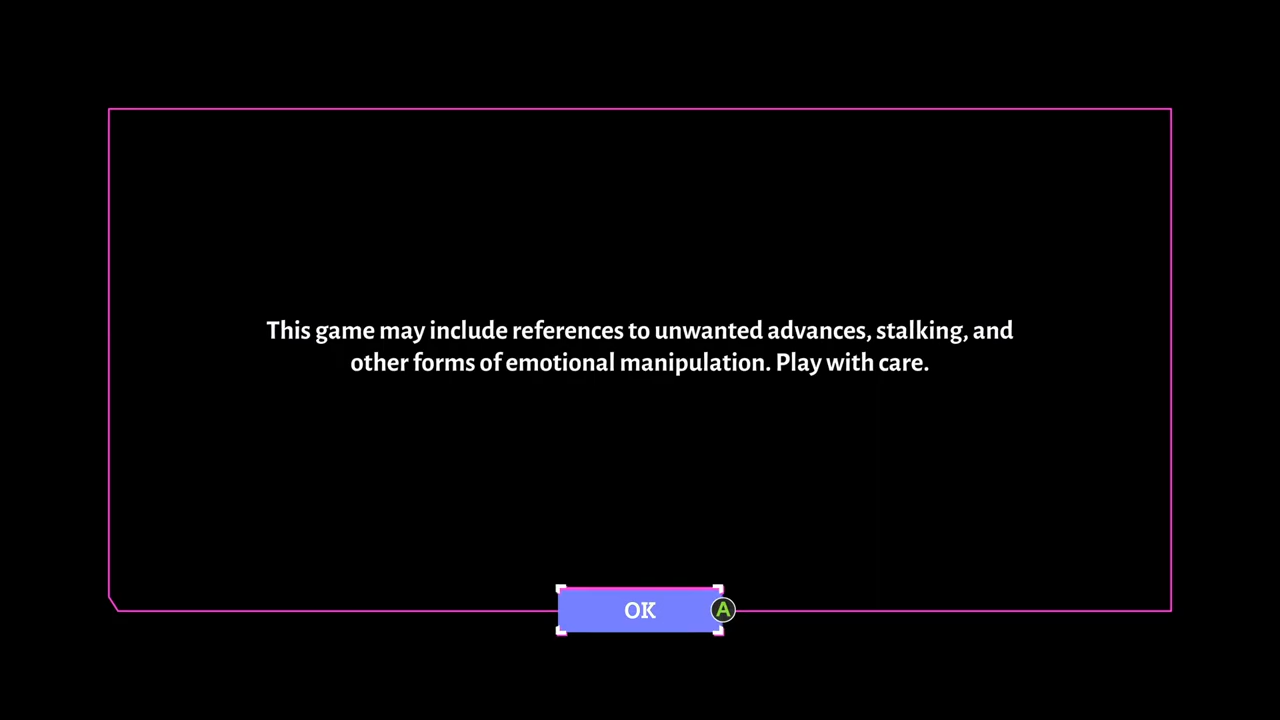 This game may include references to unwanted advances, stalking, and
other forms of emotional manipulation. Play with care.
OK A